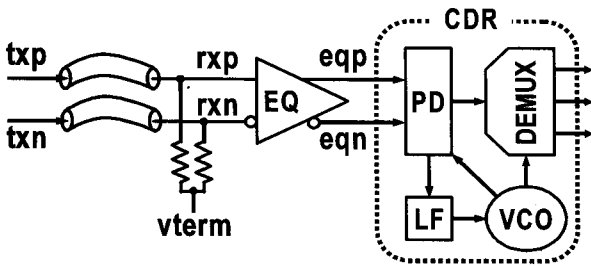 CDR
txp
rxp
eqp
EQ
PD
DEMUX
txn
rxn
eqn
vterm
LF
VCO